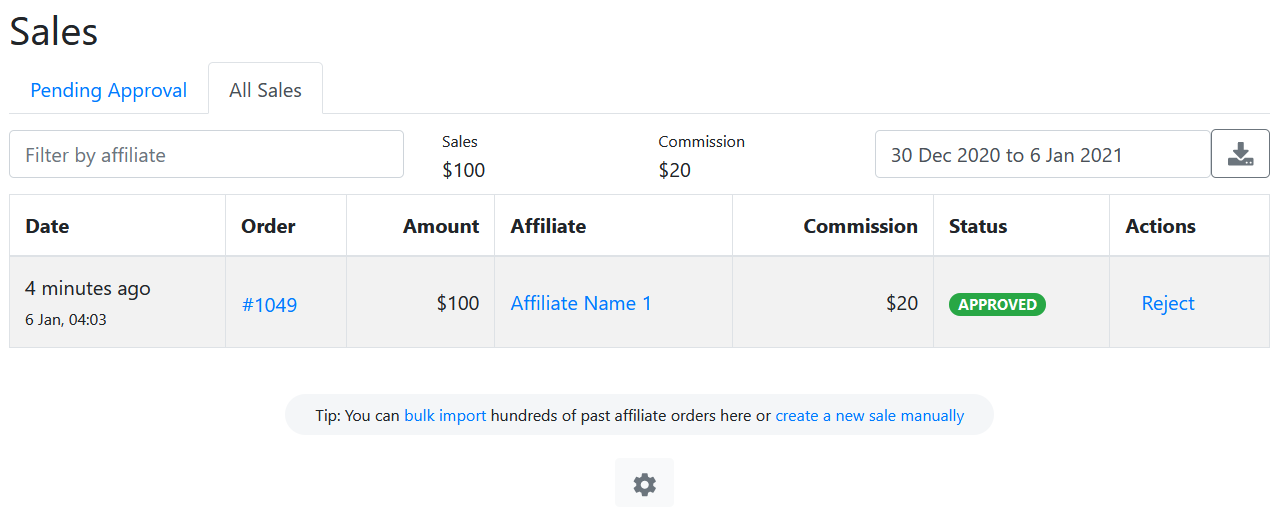 Sales
Pending Approval All Sales
Filter by affiliate Sales Commission 30 Dec 2020 to 6 Jan 2021
$100 $20
Date Order Amount Affiliate Commission Status Actions
4 minutes ago #1049 $100 Affiliate Name 1 $20 APPROVED Reject
6 Jan, 04:03
Tip: You can bulk import hundreds of past affiliate orders here or create a new sale manually